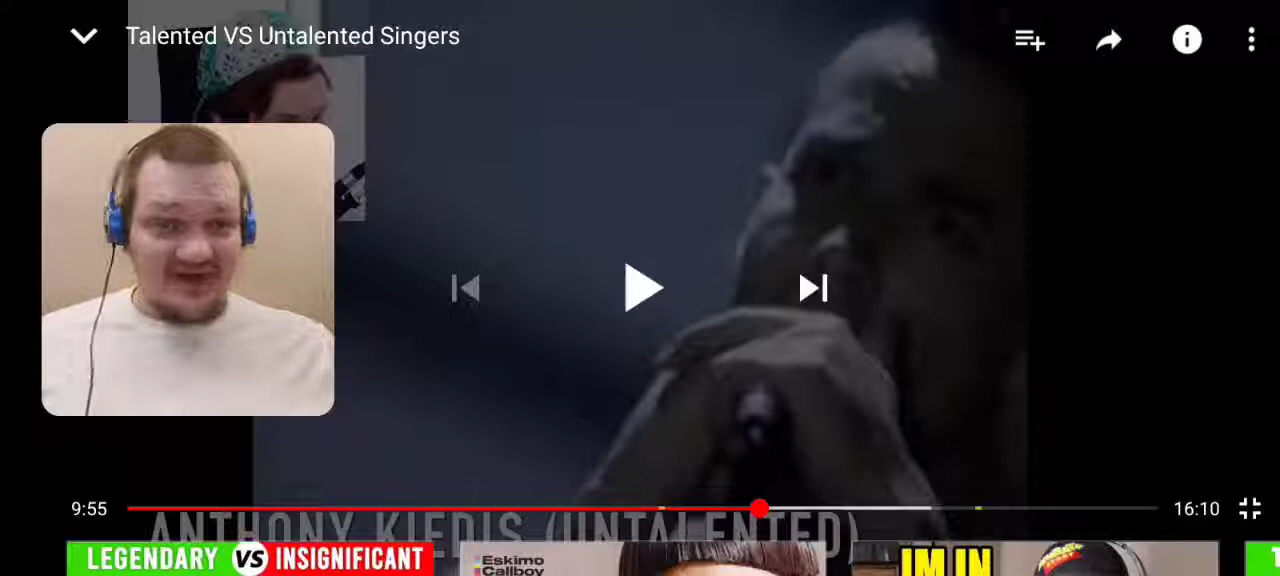 Talented VS Untalented Singers
9:55
16:10
ANTHONY KIEDIS (UNTALENTED)
LEGENDARY VS INSIGNIFICANT
Eskimo
Callboy
IM IN